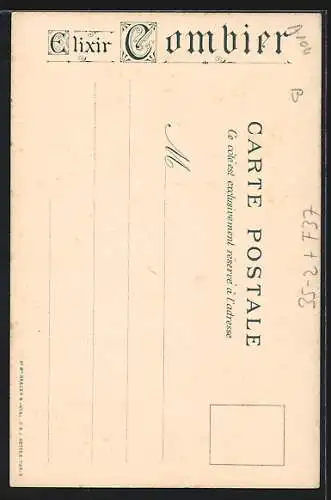 Elixir Combier
CARTE POSTALE
Ce côté est exclusivement réservé à l'adresse
M
B